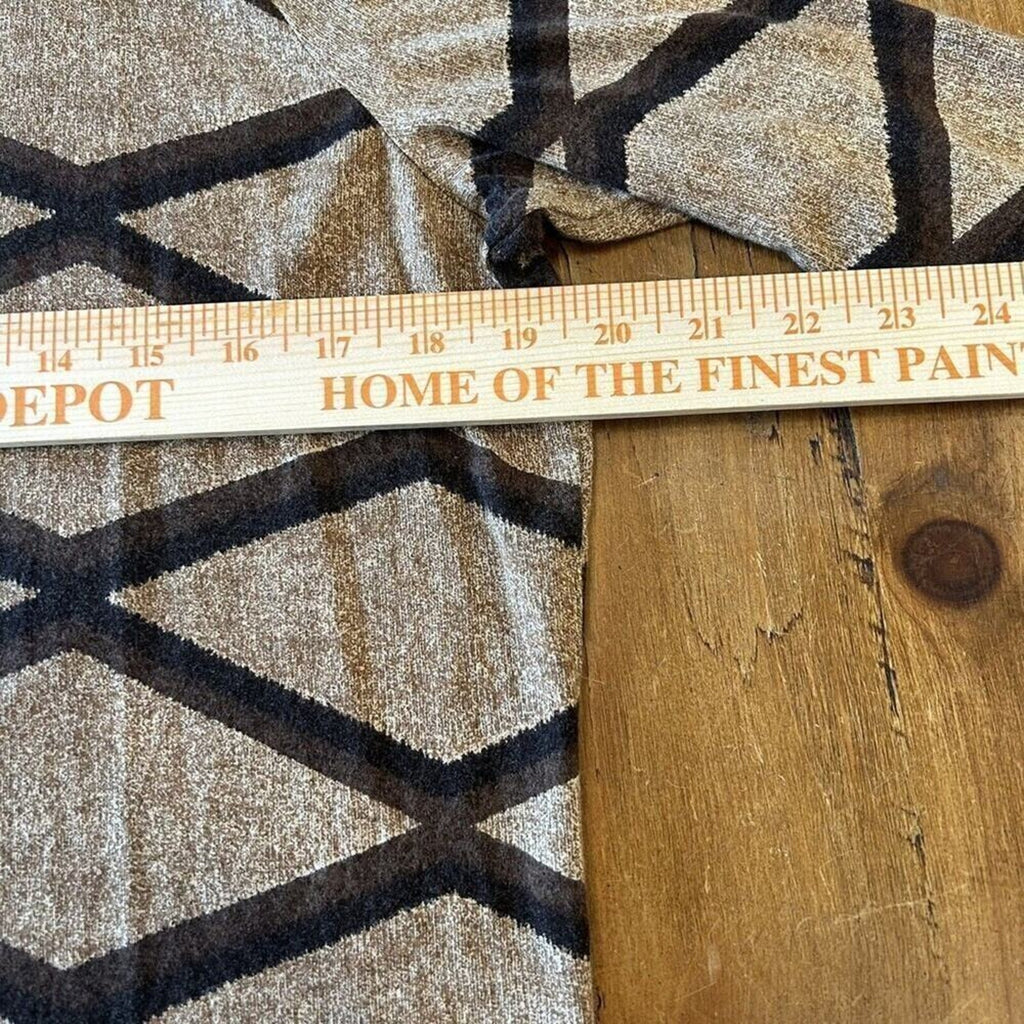 14 15 16 17 18 19 20 21 22 23 24
DEPOT HOME OF THE FINEST PAINT